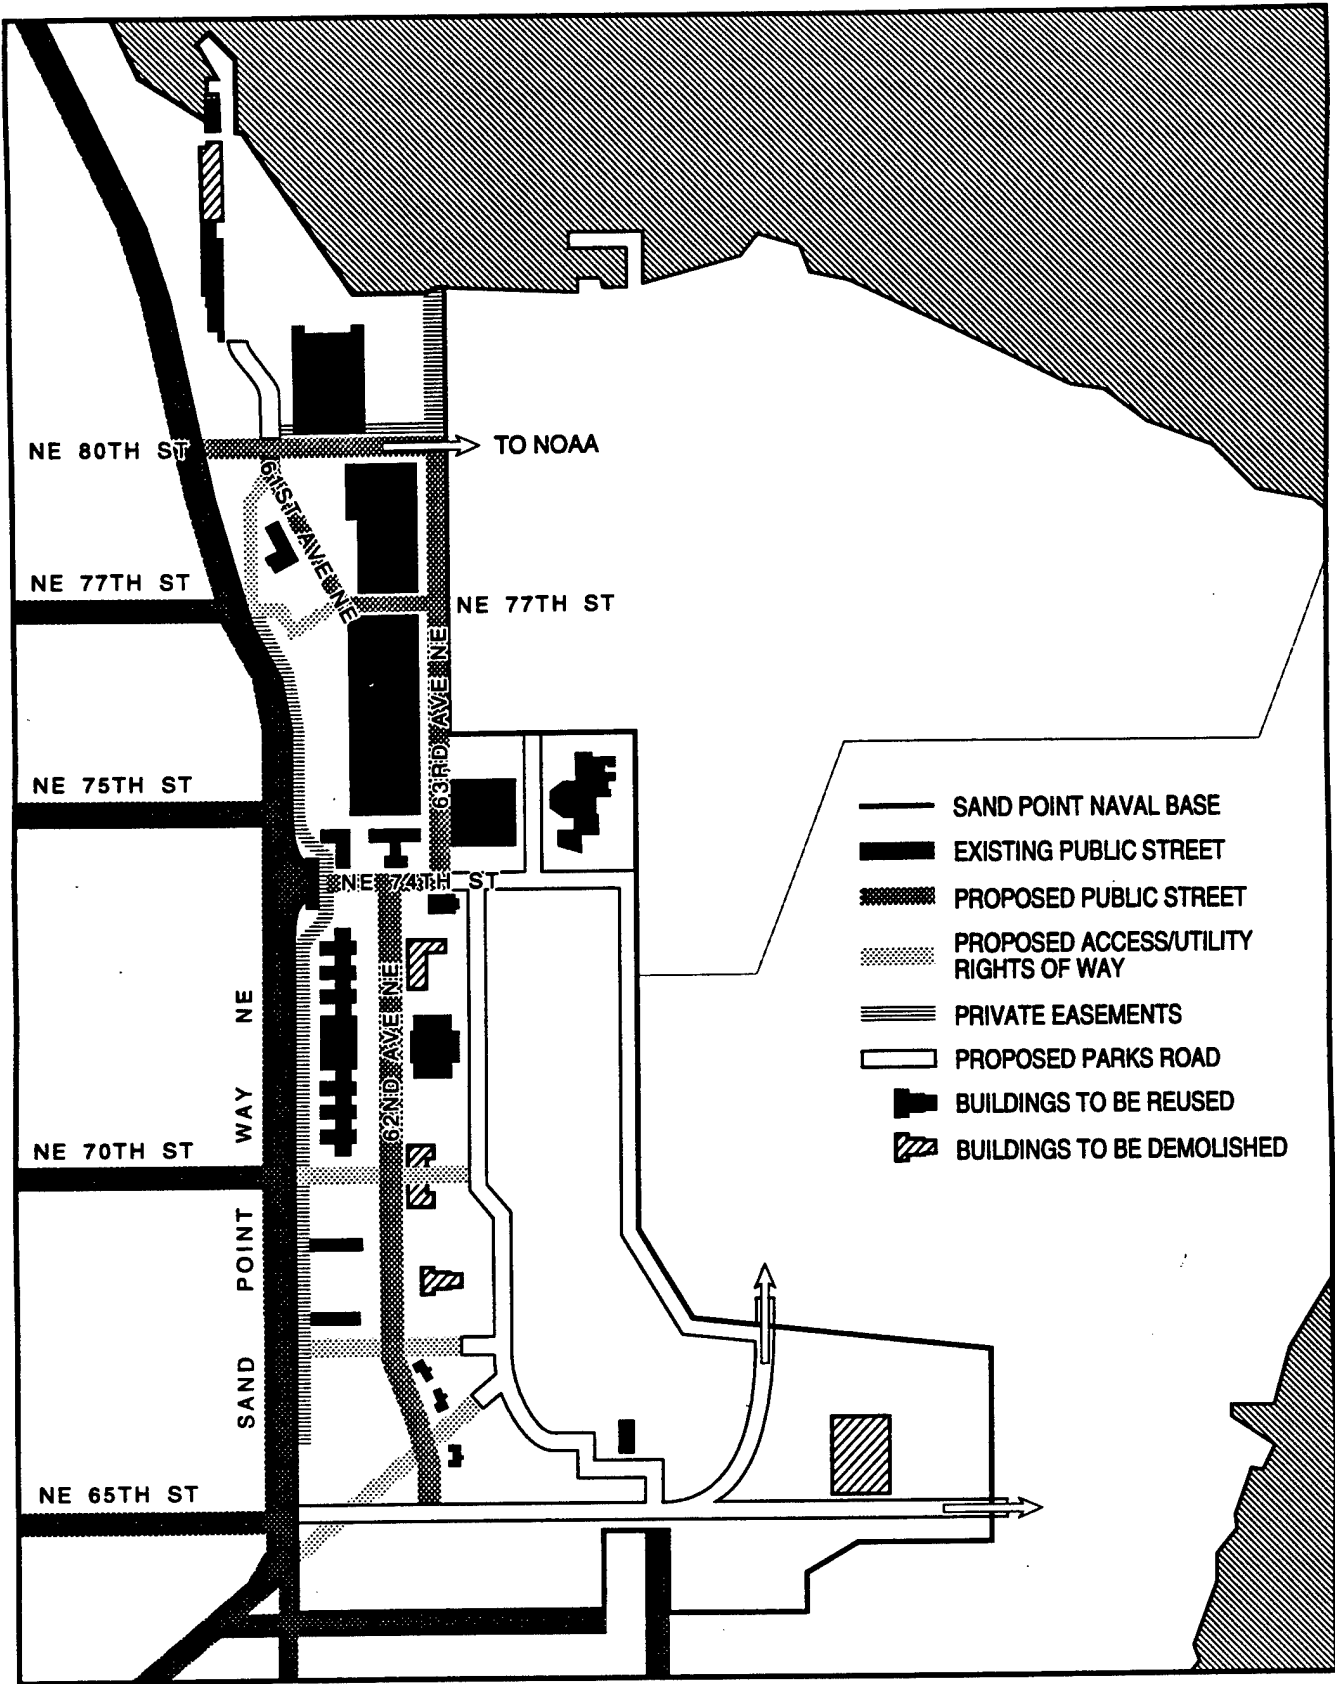 NE 80TH ST
TO NOAA
61ST AVE NE
NE 77TH ST
NE 77TH ST
63RD AVE NE
NE 75TH ST
SAND POINT NAVAL BASE
EXISTING PUBLIC STREET
NE 74TH ST
PROPOSED PUBLIC STREET
PROPOSED ACCESS/UTILITY
RIGHTS OF WAY
PRIVATE EASEMENTS
PROPOSED PARKS ROAD
BUILDINGS TO BE REUSED
BUILDINGS TO BE DEMOLISHED
62ND AVE NE
NE 70TH ST
SAND POINT WAY NE
NE 65TH ST